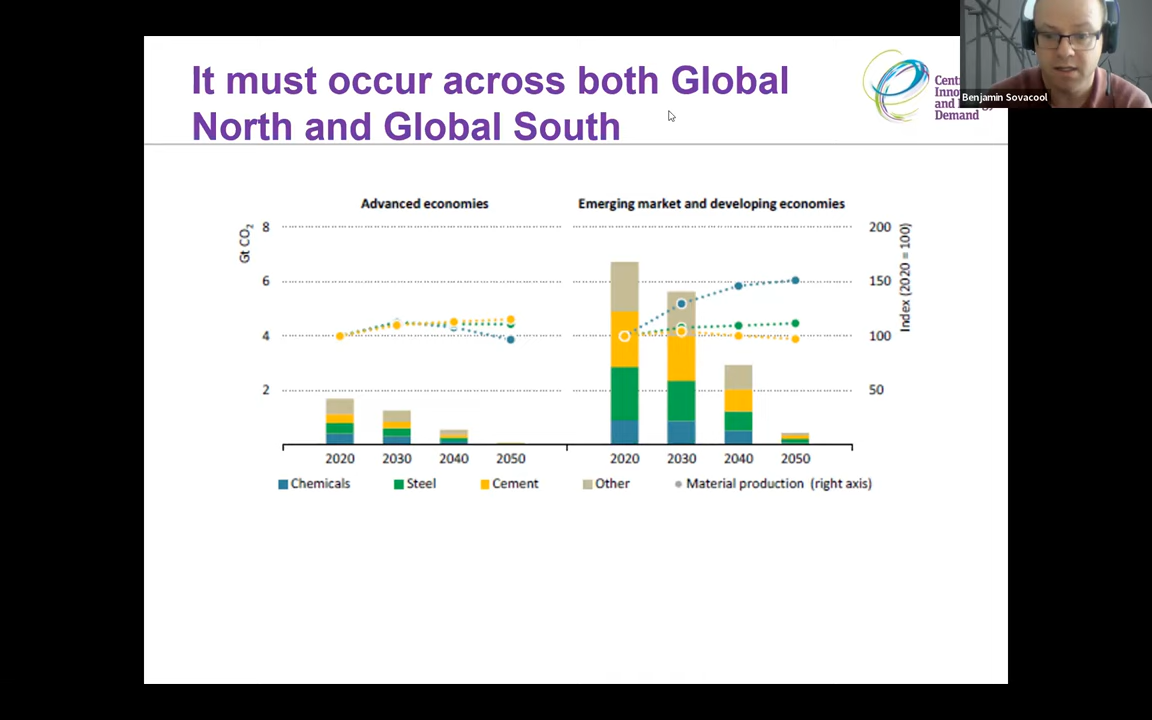 It must occur across both Global
North and Global South
Benjamin Sovacool
and
Demand
Advanced economies
Emerging market and developing economies
Gt CO2
8
6
4
2
200
150
100
50
Index (2020 = 100)
2020 2030 2040 2050
2020 2030 2040 2050
Chemicals Steel Cement Other Material production (right axis)